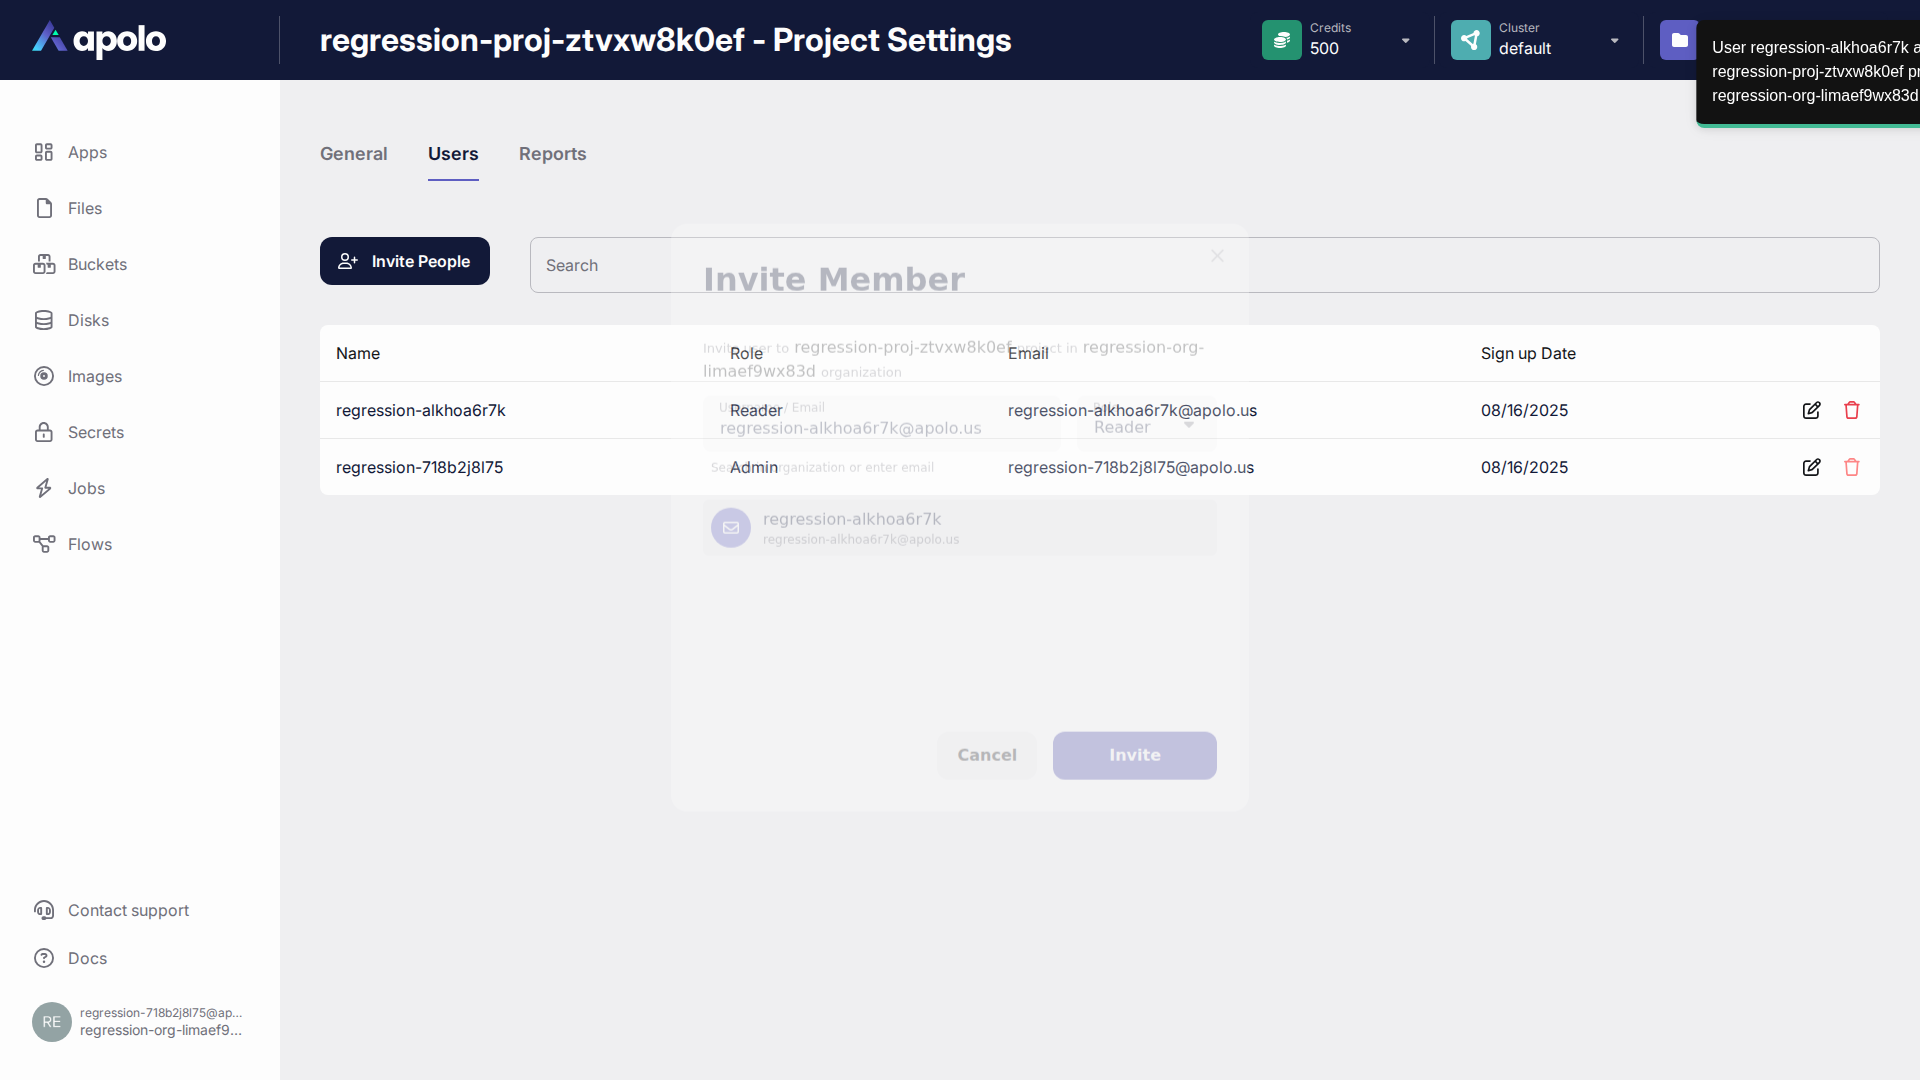 apolo
regression-proj-ztvxw8k0ef - Project Settings
Credits
500
Cluster
default
User regression-alkhoa6r7k a
regression-proj-ztvxw8k0ef pr
regression-org-limaef9wx83d
Apps
Files
Buckets
Disks
Images
Secrets
Jobs
Flows
Contact support
Docs
RE
regression-718b2j8l75@ap...
regression-org-limaef9...
General
Users
Reports
Invite People
Search
Name
Role
Email
Sign up Date
regression-alkhoa6r7k
Reader
regression-alkhoa6r7k@apolo.us
08/16/2025
regression-718b2j8l75
Admin
regression-718b2j8l75@apolo.us
08/16/2025
Invite Member
Invite user to regression-proj-ztvxw8k0ef project in regression-org-
limaef9wx83d organization
Username / Email
regression-alkhoa6r7k@apolo.us
Reader
organization or enter email
regression-alkhoa6r7k
regression-alkhoa6r7k@apolo.us
Cancel
Invite